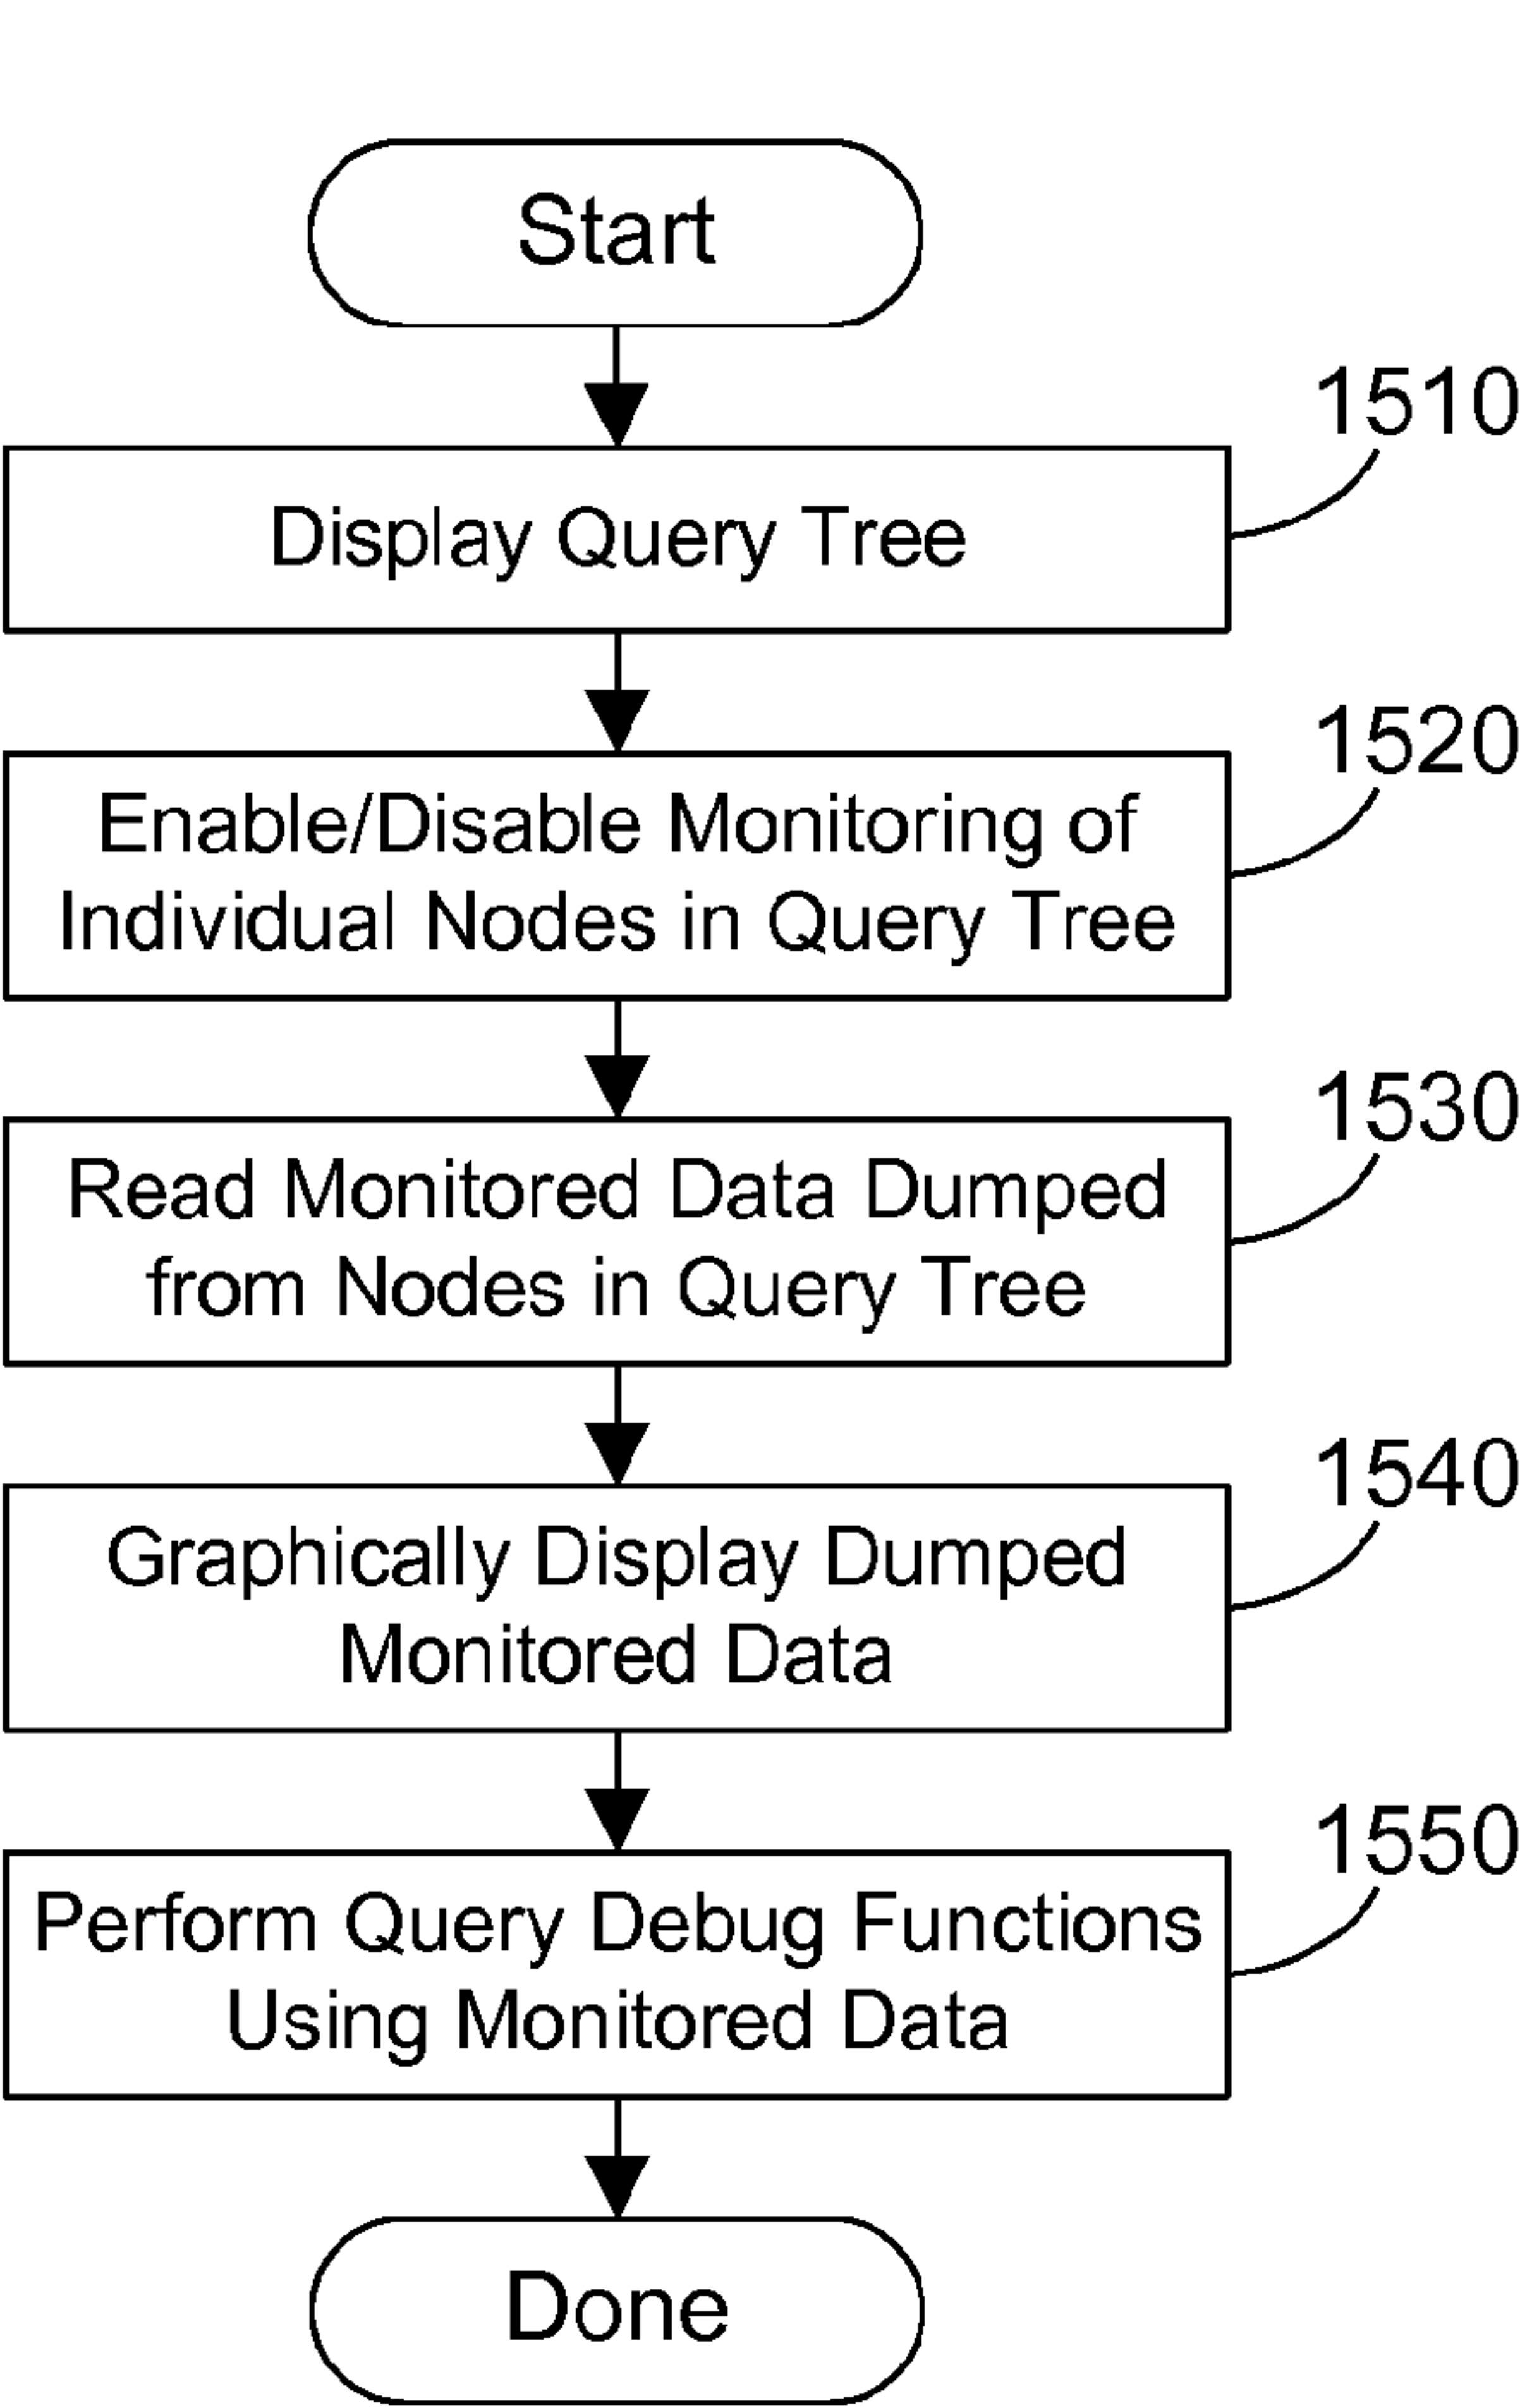 Start
1510
Display Query Tree
1520
Enable/Disable Monitoring of
Individual Nodes in Query Tree
1530
Read Monitored Data Dumped
from Nodes in Query Tree
1540
Graphically Display Dumped
Monitored Data
1550
Perform Query Debug Functions
Using Monitored Data
Done